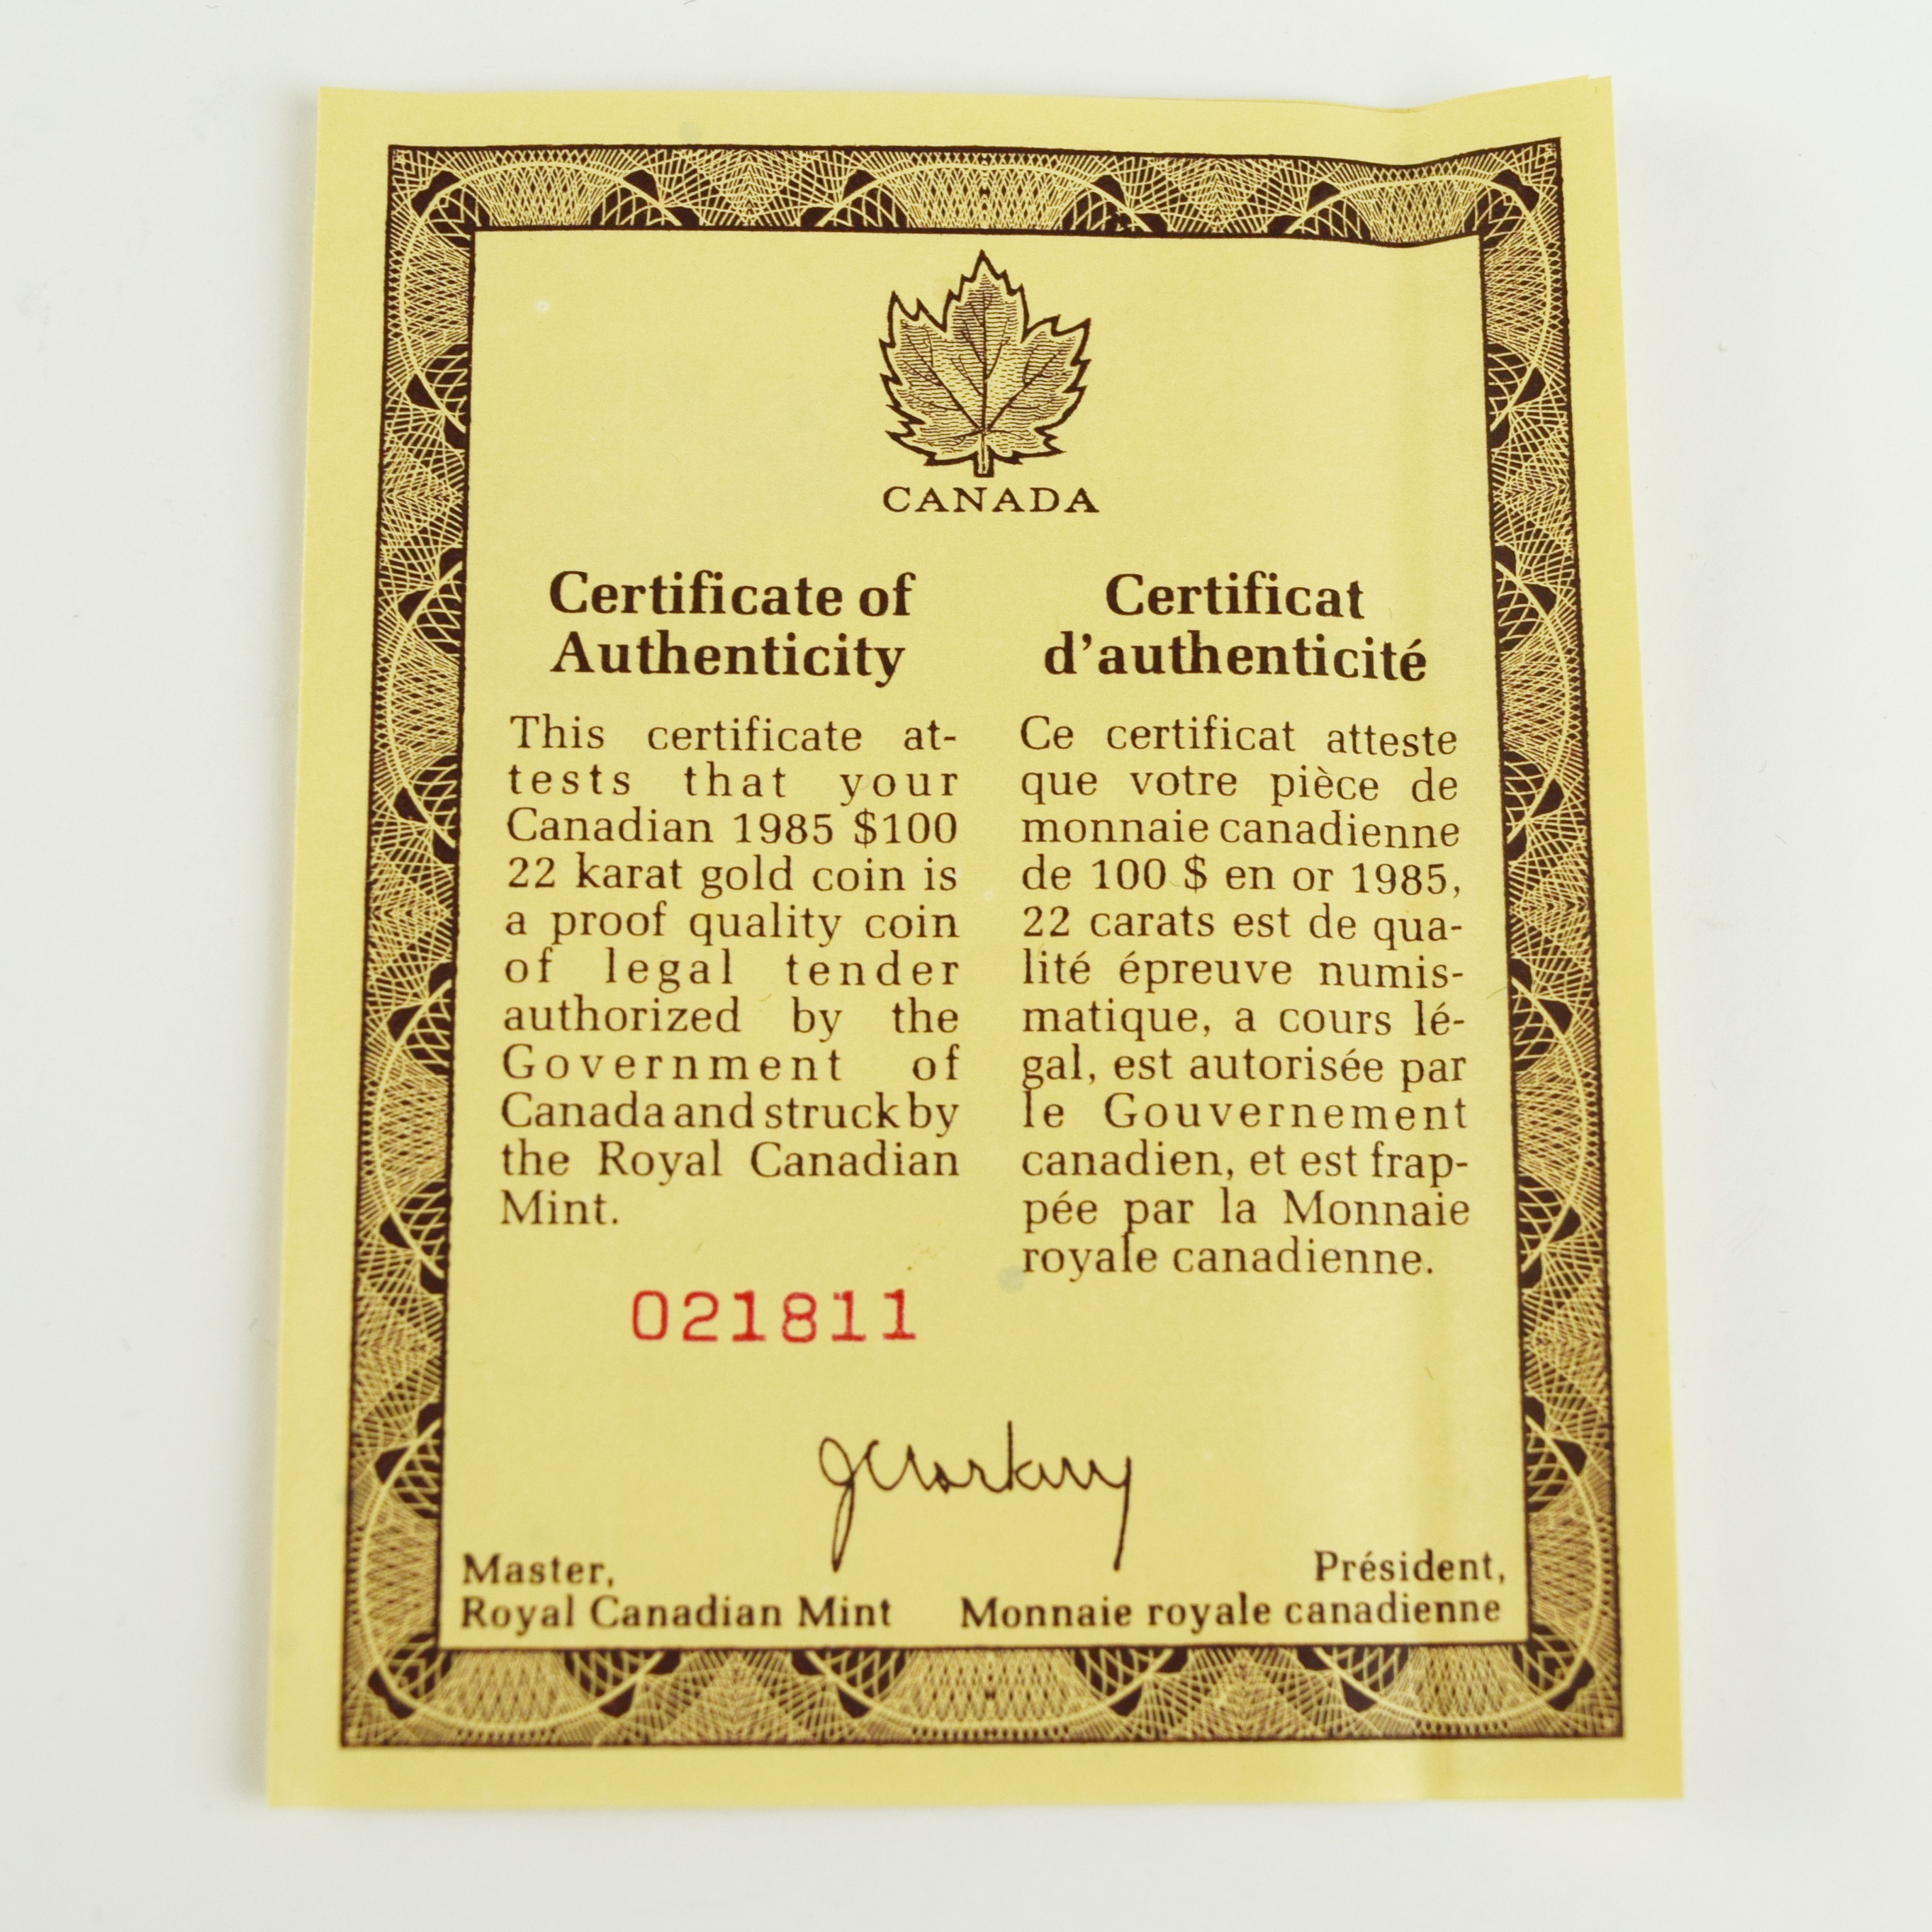 CANADA
Certificate of
Authenticity
This certificate at-
tests that your
Canadian 1985 $100
22 karat gold coin is
a proof quality coin
of legal tender
authorized by the
Government of
Canada and struck by
the Royal Canadian
Mint.
021811
Certificat
d'authenticité
Ce certificat atteste
que votre pièce de
monnaie canadienne
de 100 $ en or 1985,
22 carats est de qua-
lité épreuve numis-
matique, a cours lé-
gal, est autorisée par
le Gouvernement
canadien, et est frap-
pée par la Monnaie
royale canadienne.
Master,
Royal Canadian Mint
Président,
Monnaie royale canadienne